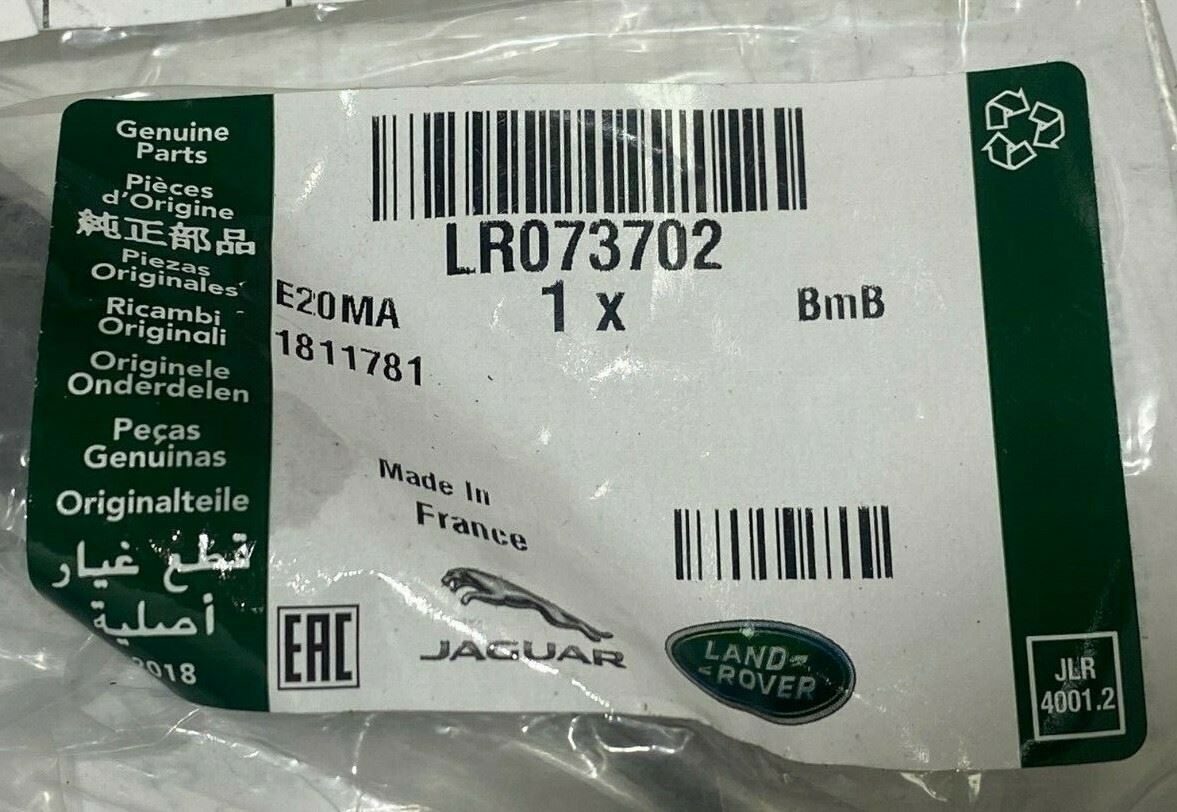 Genuine
Parts
Pièces
d'Origine
純正部品
Piezas
Originales
Ricambi
Originali
Originele
Onderdelen
Peças
Genuinas
Originalteile
قطع غيار
أصلية
2018
LR073702
1 x
BmB
E20MA
1811781
Made In
France
EAC
JAGUAR
LAND-
-ROVER
JLR
4001.2